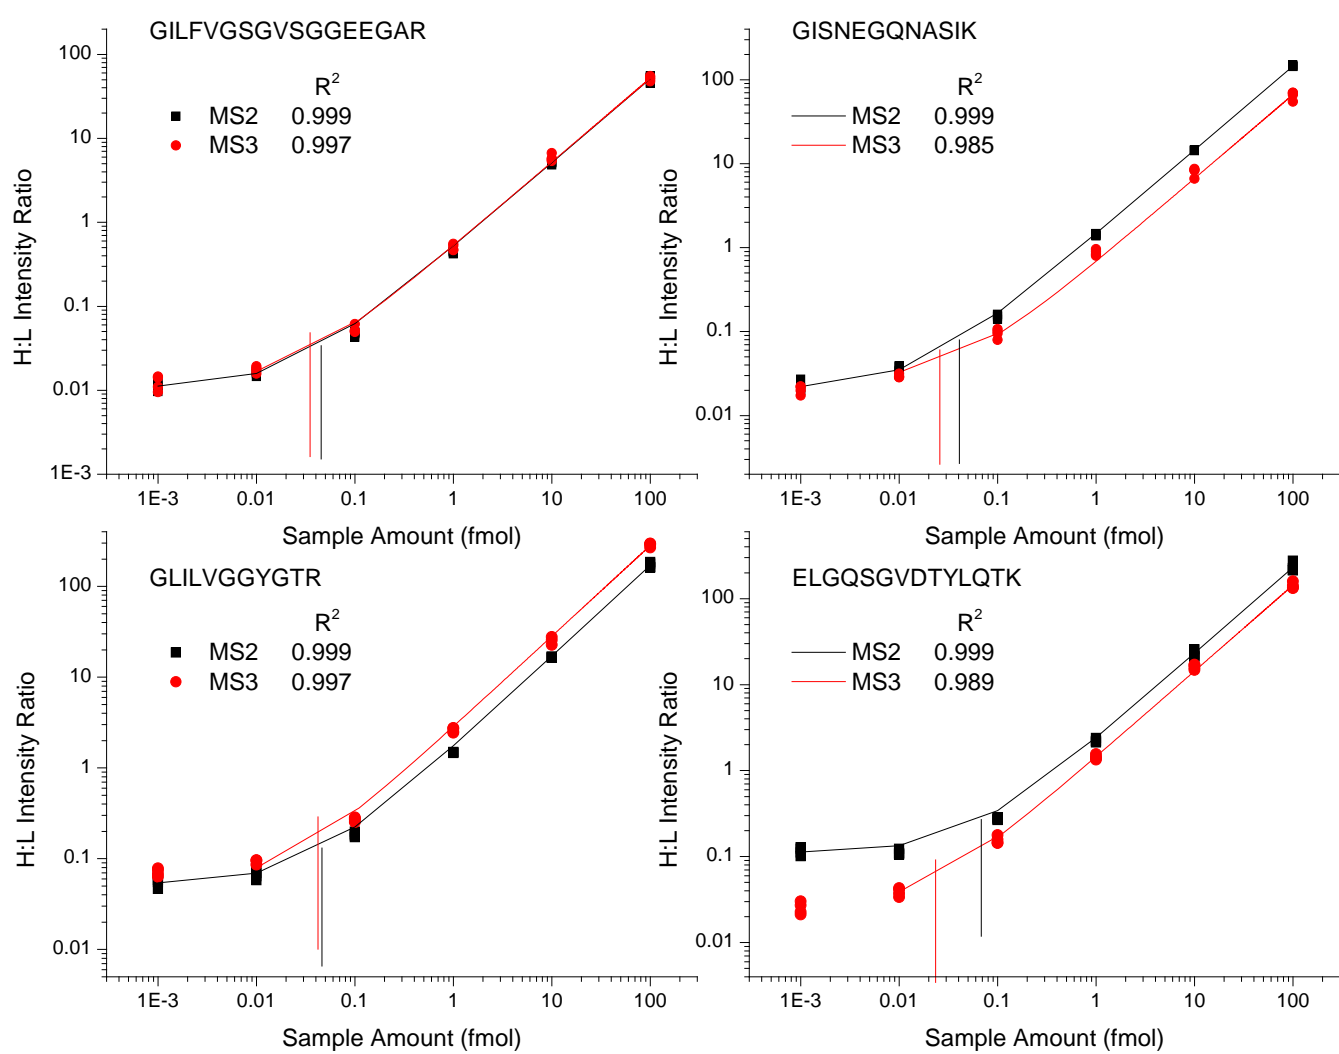 GILFVGSGVSGGEEGAR
R2
MS2 0.999
MS3 0.997
100
10
1
0.1
0.01
1E-3
H:L Intensity Ratio
1E-3 0.01 0.1 1 10 100
Sample Amount (fmol)
GISNEGQNASIK
R2
MS2 0.999
MS3 0.985
100
10
1
0.1
0.01
H:L Intensity Ratio
1E-3 0.01 0.1 1 10 100
Sample Amount (fmol)
GLILVGGYGTR
R2
MS2 0.999
MS3 0.997
100
10
1
0.1
0.01
H:L Intensity Ratio
1E-3 0.01 0.1 1 10 100
Sample Amount (fmol)
ELGQSGVDTYLQTK
R2
MS2 0.999
MS3 0.989
100
10
1
0.1
0.01
H:L Intensity Ratio
1E-3 0.01 0.1 1 10 100
Sample Amount (fmol)